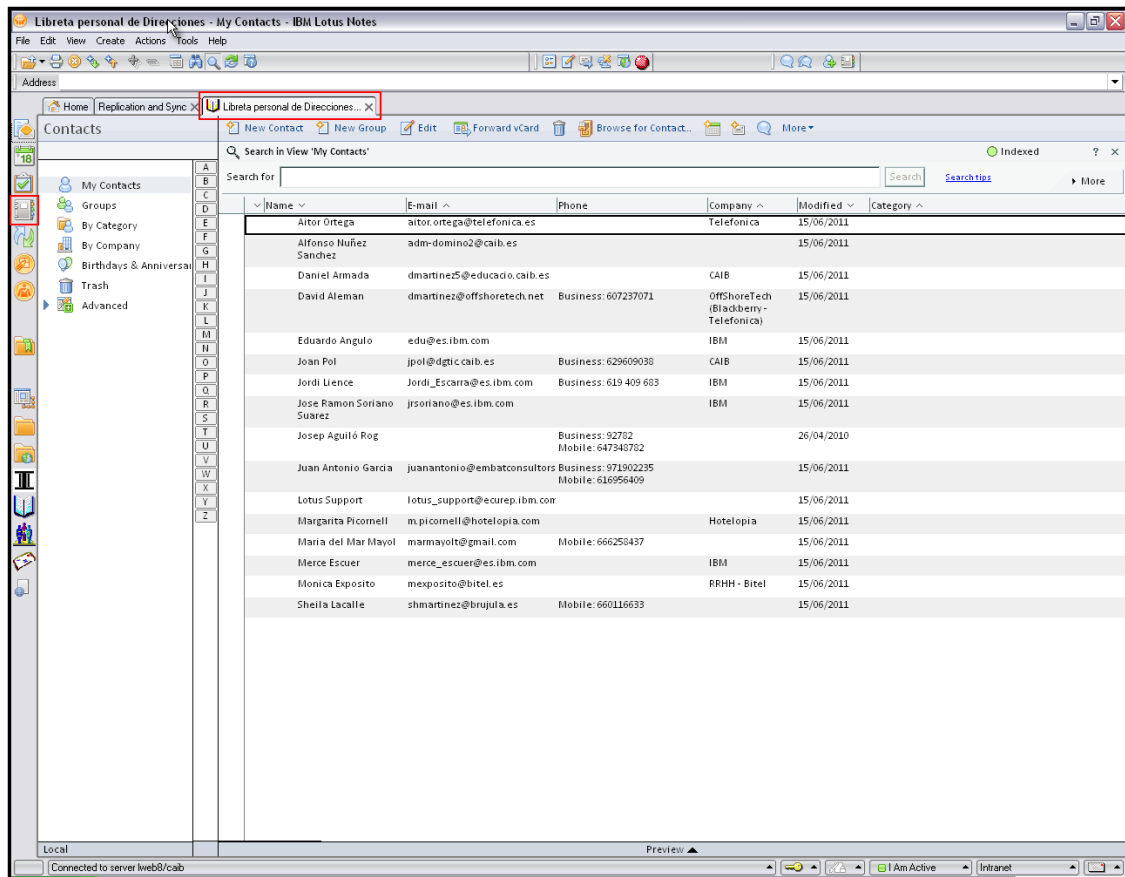 Libreta personal de Direcciones - My Contacts - IBM Lotus Notes
File Edit View Create Actions Tools Help
Address
Home Replication and Sync Libreta personal de Direcciones...
Contacts New Contact New Group Edit Forward vCard Browse for Contact... More
18
Search in View 'My Contacts' Indexed ? ×
Search for Search Search tips More
My Contacts
Groups
By Category
By Company
Birthdays & Anniversar
Trash
Advanced
A
B
C
D
E
F
G
H
I
J
K
L
M
N
O
P
Q
R
S
T
U
V
W
X
Y
Z
Name E-mail Phone Company Modified Category
Aitor Ortega aitor.ortega@telefonica.es Telefonica 15/06/2011
Alfonso Nuñez adm-domino2@caib.es 15/06/2011
Sanchez
Daniel Armada dmartinez5@educacio.caib.es CAIB 15/06/2011
David Aleman dmartinez@offshoretech.net Business: 607237071 OffShoreTech 15/06/2011
(Blackberry -
Telefonica)
Eduardo Angulo edu@es.ibm.com IBM 15/06/2011
Joan Pol jpol@dgtic.caib.es Business: 629609038 CAIB 15/06/2011
Jordi Lience Jordi_Escarra@es.ibm.com Business: 619 409 683 IBM 15/06/2011
Jose Ramon Soriano jrsoriano@es.ibm.com IBM 15/06/2011
Suarez
Josep Aguiló Rog Business: 92782 26/04/2010
Mobile: 647348782
Juan Antonio Garcia juanantonio@embatconsultors Business: 971902235 15/06/2011
Mobile: 616956409
Lotus Support lotus_support@ecurep.ibm.com 15/06/2011
Margarita Picornell m.picornell@hotelopia.com Hotelopia 15/06/2011
Maria del Mar Mayol marmayolt@gmail.com Mobile: 666258437 15/06/2011
Merce Escuer merce_escuer@es.ibm.com IBM 15/06/2011
Monica Exposito mexposito@bitel.es RRHH - Bitel 15/06/2011
Sheila Lacalle shmartinez@brujula.es Mobile: 660116633 15/06/2011
Local Preview
Connected to server lweb8/caib I Am Active Intranet